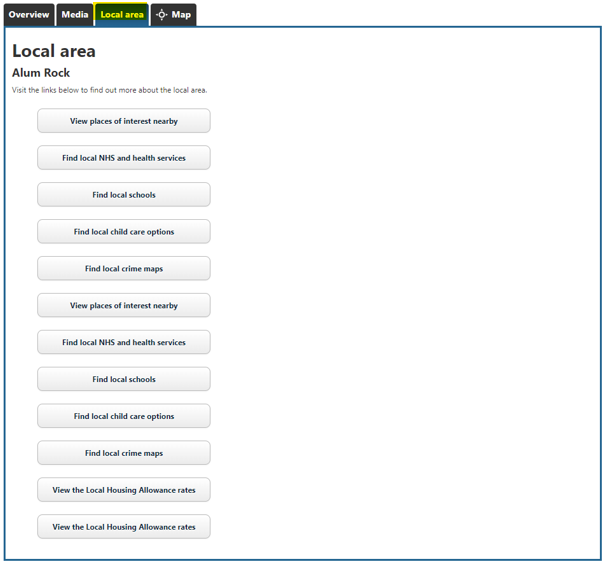 Overview Media Local area Map
Local area
Alum Rock
Visit the links below to find out more about the local area.
View places of interest nearby
Find local NHS and health services
Find local schools
Find local child care options
Find local crime maps
View places of interest nearby
Find local NHS and health services
Find local schools
Find local child care options
Find local crime maps
View the Local Housing Allowance rates
View the Local Housing Allowance rates